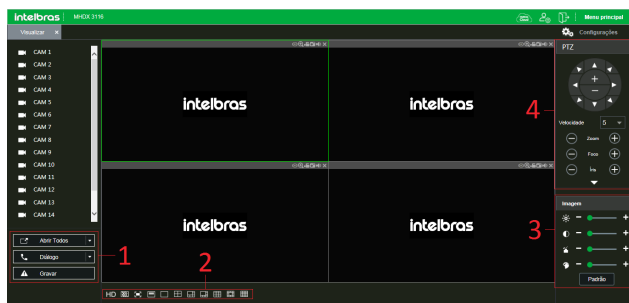 intelbras MHDX 3116 Menu principal
Visualizar × Configurações
CAM 1
CAM 2
CAM 3
CAM 4
CAM 5
CAM 6
CAM 7
CAM 8
CAM 9
CAM 10
CAM 11
CAM 12
CAM 13
CAM 14
Abrir Todos
Diálogo
Gravar
1
intelbras intelbras
intelbras intelbras
2
HD
PTZ
4
Velocidade 5
Zoom
Foco
Íris
Imagem
3
Padrão